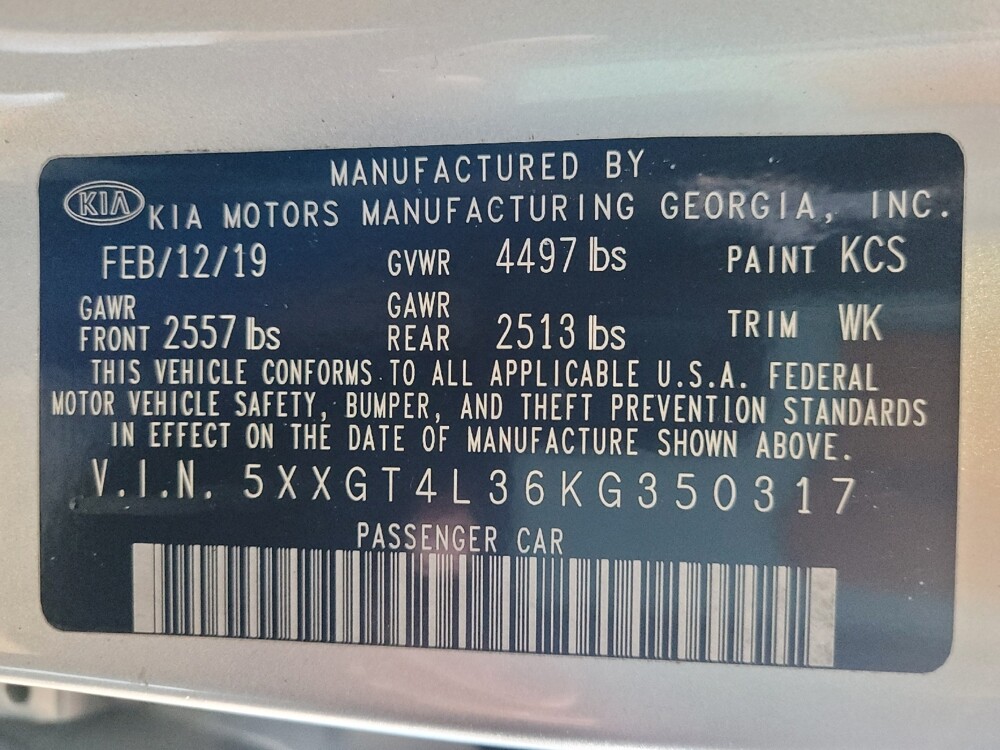 MANUFACTURED BY
KIA KIA MOTORS MANUFACTURING GEORGIA, INC.
FEB/12/19 GVWR 4497 lbs PAINT KCS
GAWR FRONT 2557 lbs GAWR REAR 2513 lbs TRIM WK
THIS VEHICLE CONFORMS TO ALL APPLICABLE U.S.A. FEDERAL
MOTOR VEHICLE SAFETY, BUMPER, AND THEFT PREVENTION STANDARDS
IN EFFECT ON THE DATE OF MANUFACTURE SHOWN ABOVE.
V.I.N. 5XXGT4L36KG350317
PASSENGER CAR